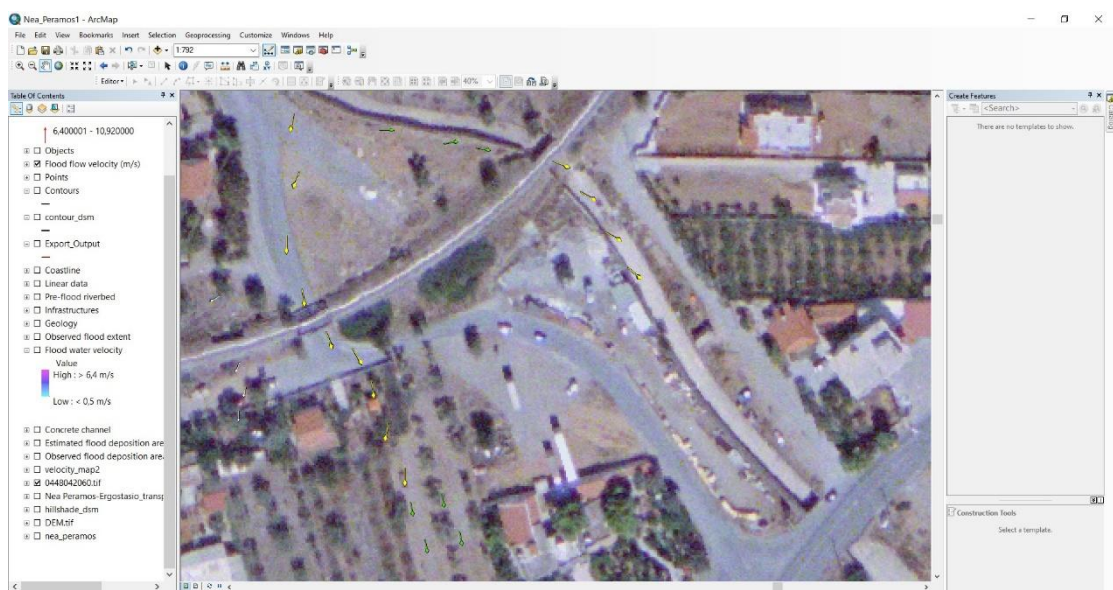 Nea_Peramos1 - ArcMap
File Edit View Bookmarks Insert Selection Geoprocessing Customize Windows Help
1:792
Editor
40%
Table Of Contents
6,400001 - 10,920000
Objects
Flood flow velocity (m/s)
Points
Contours
contour_dsm
Export_Output
Coastline
Linear data
Pre-flood riverbed
Infrastructures
Geology
Observed flood extent
Flood water velocity
Value
High : > 6,4 m/s
Low : < 0,5 m/s
Concrete channel
Estimated flood deposition are
Observed flood deposition area
velocity_map2
0448042060.tif
Nea Peramos-Ergostasio_transp
hillshade_dsm
DEM.tif
nea_peramos
Create Features
<Search>
There are no templates to show.
Catalog
Construction Tools
Select a template.